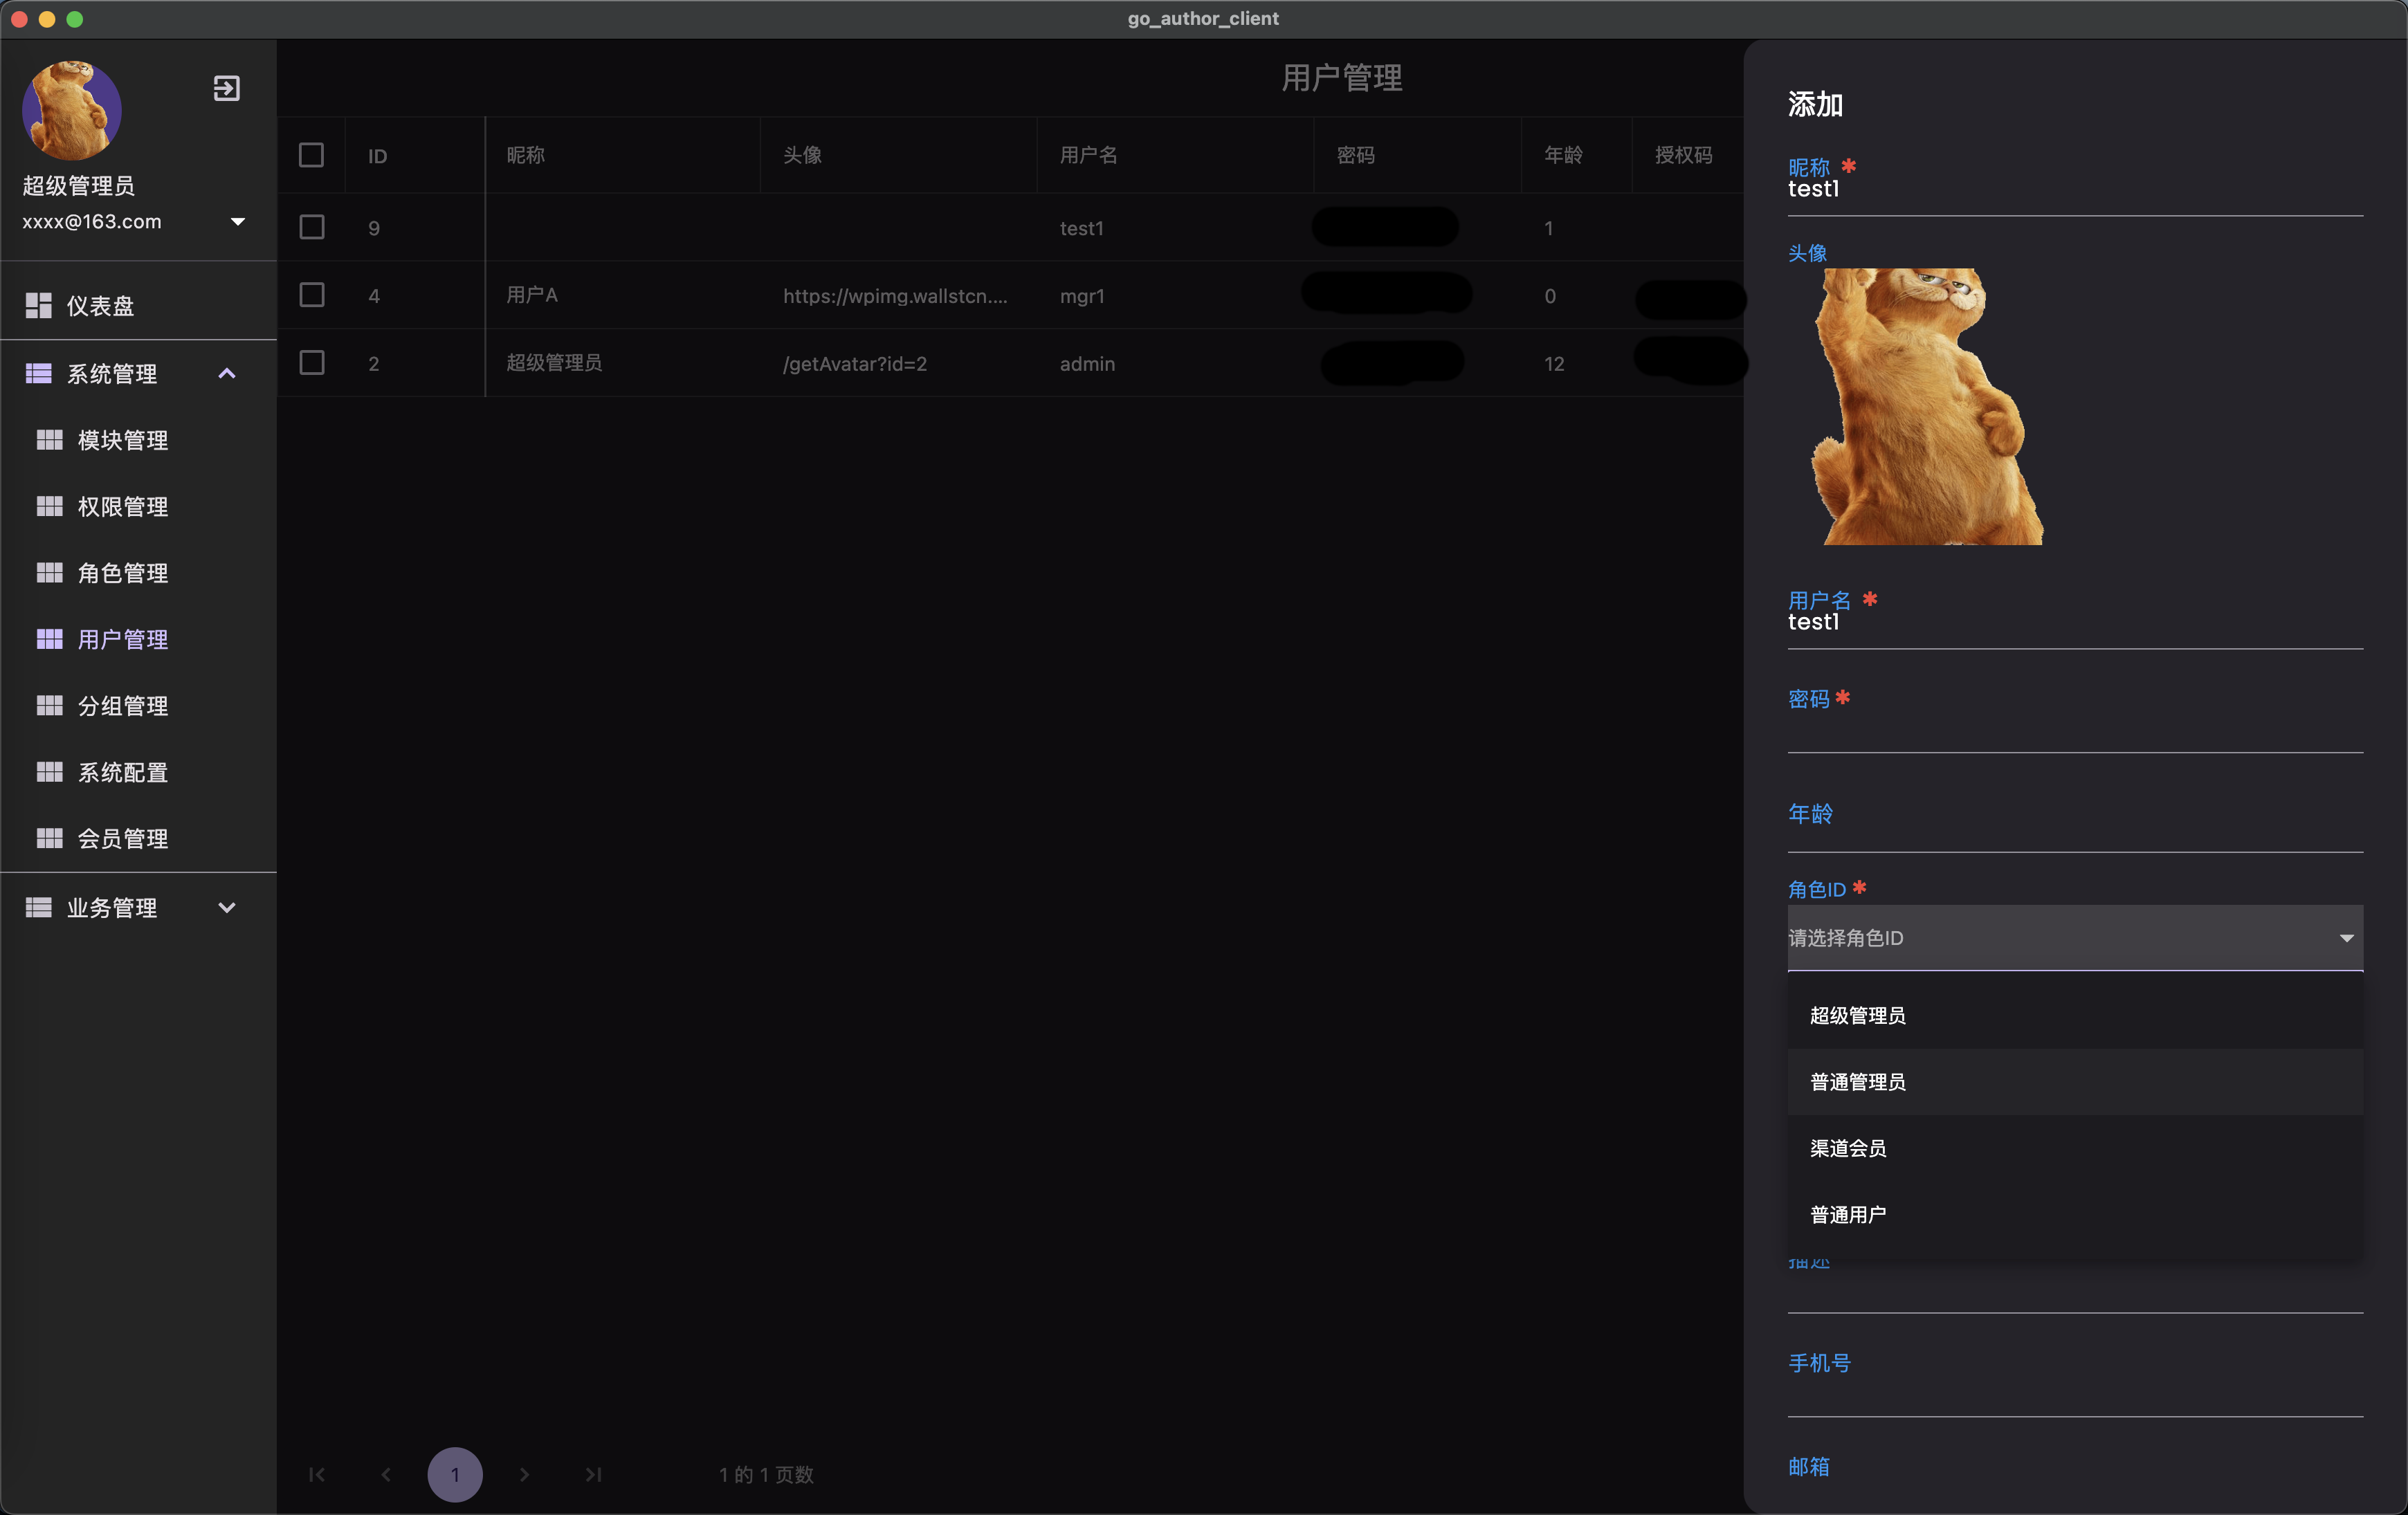 go_author_client
超级管理员
xxxx@163.com
仪表盘
系统管理
模块管理
权限管理
角色管理
用户管理
分组管理
系统配置
会员管理
业务管理
用户管理
ID 昵称 头像 用户名 密码 年龄 授权码
9 test1 1
4 用户A https://wpimg.wallstcn.... mgr1 0
2 超级管理员 /getAvatar?id=2 admin 12
1 1 的 1 页数
添加
昵称 *
test1
头像
用户名 *
test1
密码 *
年龄
角色ID *
请选择角色ID
超级管理员
普通管理员
渠道会员
普通用户
描述
手机号
邮箱